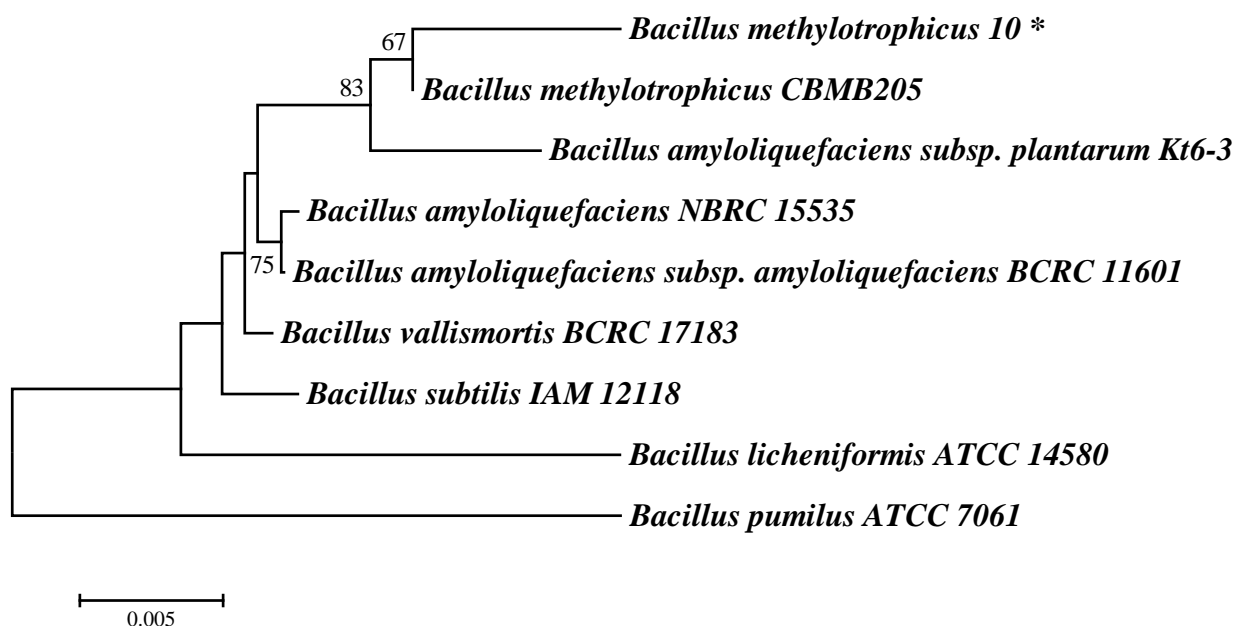 Bacillus methylotrophicus 10 *
67
Bacillus methylotrophicus CBMB205
83
Bacillus amyloliquefaciens subsp. plantarum Kt6-3
Bacillus amyloliquefaciens NBRC 15535
75
Bacillus amyloliquefaciens subsp. amyloliquefaciens BCRC 11601
Bacillus vallismortis BCRC 17183
Bacillus subtilis IAM 12118
Bacillus licheniformis ATCC 14580
Bacillus pumilus ATCC 7061
0.005